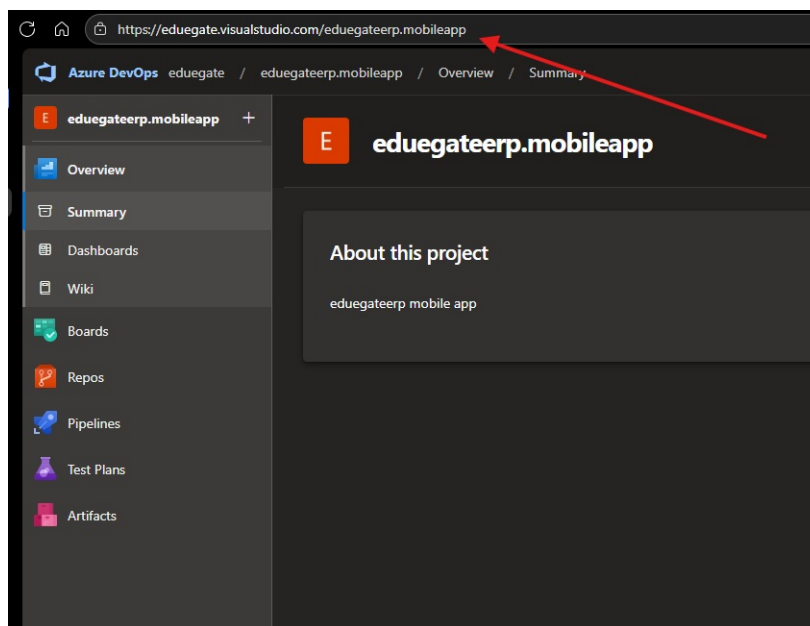 https://eduegate.visualstudio.com/eduegateerp.mobileapp
Azure DevOps eduegate / eduegateerp.mobileapp / Overview / Summary
E eduegateerp.mobileapp +
E eduegateerp.mobileapp
Overview
Summary
Dashboards
Wiki
Boards
Repos
Pipelines
Test Plans
Artifacts
About this project
eduegateerp mobile app